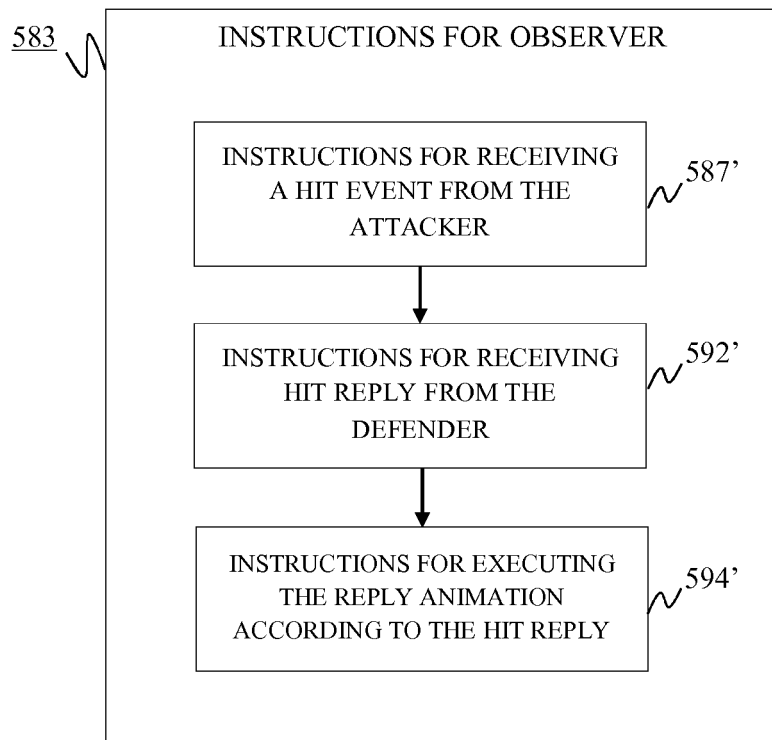 583
INSTRUCTIONS FOR OBSERVER
INSTRUCTIONS FOR RECEIVING
A HIT EVENT FROM THE
ATTACKER
587’
INSTRUCTIONS FOR RECEIVING
HIT REPLY FROM THE
DEFENDER
592’
INSTRUCTIONS FOR EXECUTING
THE REPLY ANIMATION
ACCORDING TO THE HIT REPLY
594’